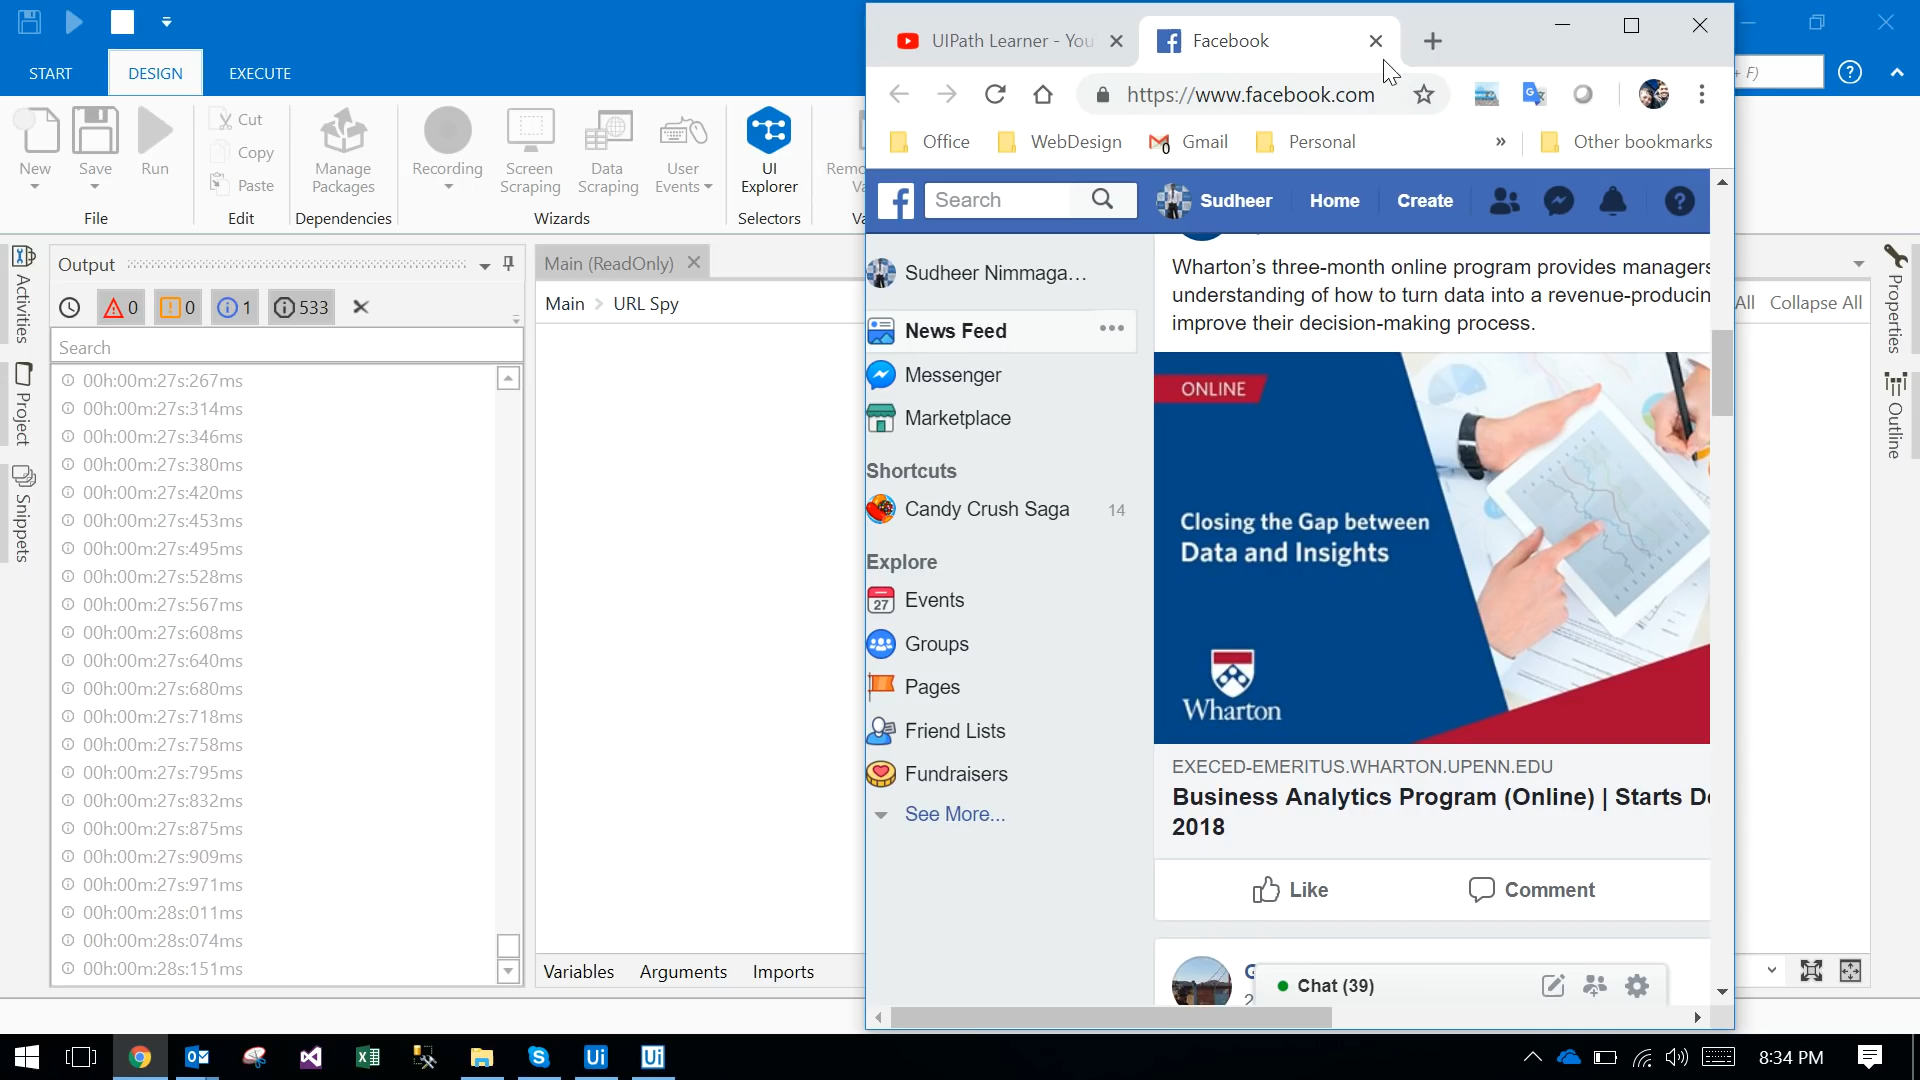 START
DESIGN
EXECUTE
New
Save
Run
File
Cut
Copy
Paste
Edit
Manage
Packages
Dependencies
Recording
Screen
Scraping
Data
Scraping
User
Events
Wizards
UI
Explorer
Selectors
F)
?
Activities
Project
Snippets
Output
0
0
1
533
Search
00h:00m:27s:267ms
00h:00m:27s:314ms
00h:00m:27s:346ms
00h:00m:27s:380ms
00h:00m:27s:420ms
00h:00m:27s:453ms
00h:00m:27s:495ms
00h:00m:27s:528ms
00h:00m:27s:567ms
00h:00m:27s:608ms
00h:00m:27s:640ms
00h:00m:27s:680ms
00h:00m:27s:718ms
00h:00m:27s:758ms
00h:00m:27s:795ms
00h:00m:27s:832ms
00h:00m:27s:875ms
00h:00m:27s:909ms
00h:00m:27s:971ms
00h:00m:28s:011ms
00h:00m:28s:074ms
00h:00m:28s:151ms
Main (ReadOnly)
Main > URL Spy
Variables Arguments Imports
All Collapse All
Properties
Outline
UIPath Learner - You
Facebook
https://www.facebook.com
Office WebDesign Gmail Personal » Other bookmarks
Search Sudheer Home Create
Sudheer Nimmaga...
News Feed
Messenger
Marketplace
Shortcuts
Candy Crush Saga 14
Explore
27 Events
Groups
Pages
Friend Lists
Fundraisers
See More...
Wharton's three-month online program provides managers
understanding of how to turn data into a revenue-producin
improve their decision-making process.
ONLINE
Closing the Gap between
Data and Insights
Wharton
EXECED-EMERITUS.WHARTON.UPENN.EDU
Business Analytics Program (Online) | Starts De
2018
Like Comment
Chat (39)
8:34 PM